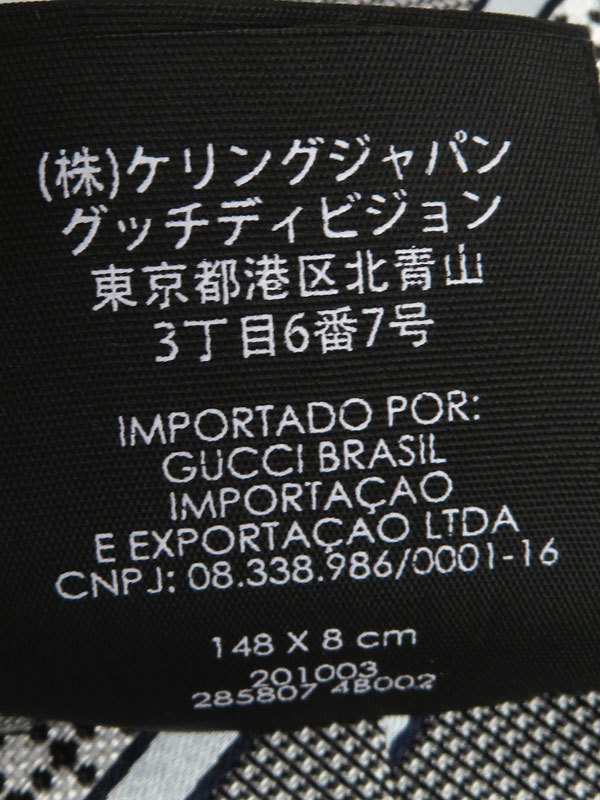 (株)ケリングジャパン
グッチディビジョン
東京都港区北青山
3丁目6番7号
IMPORTADO POR:
GUCCI BRASIL
IMPORTAÇAO
E EXPORTAÇAO LTDA
CNPJ: 08.338.986/0001-16
148 X 8 cm
201003
285807 4B002